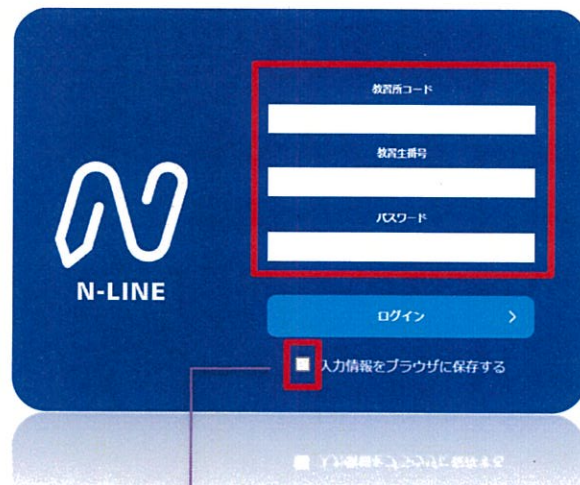 教習所コード
教習生番号
パスワード
N-LINE
ログイン
入力情報をブラウザに保存する